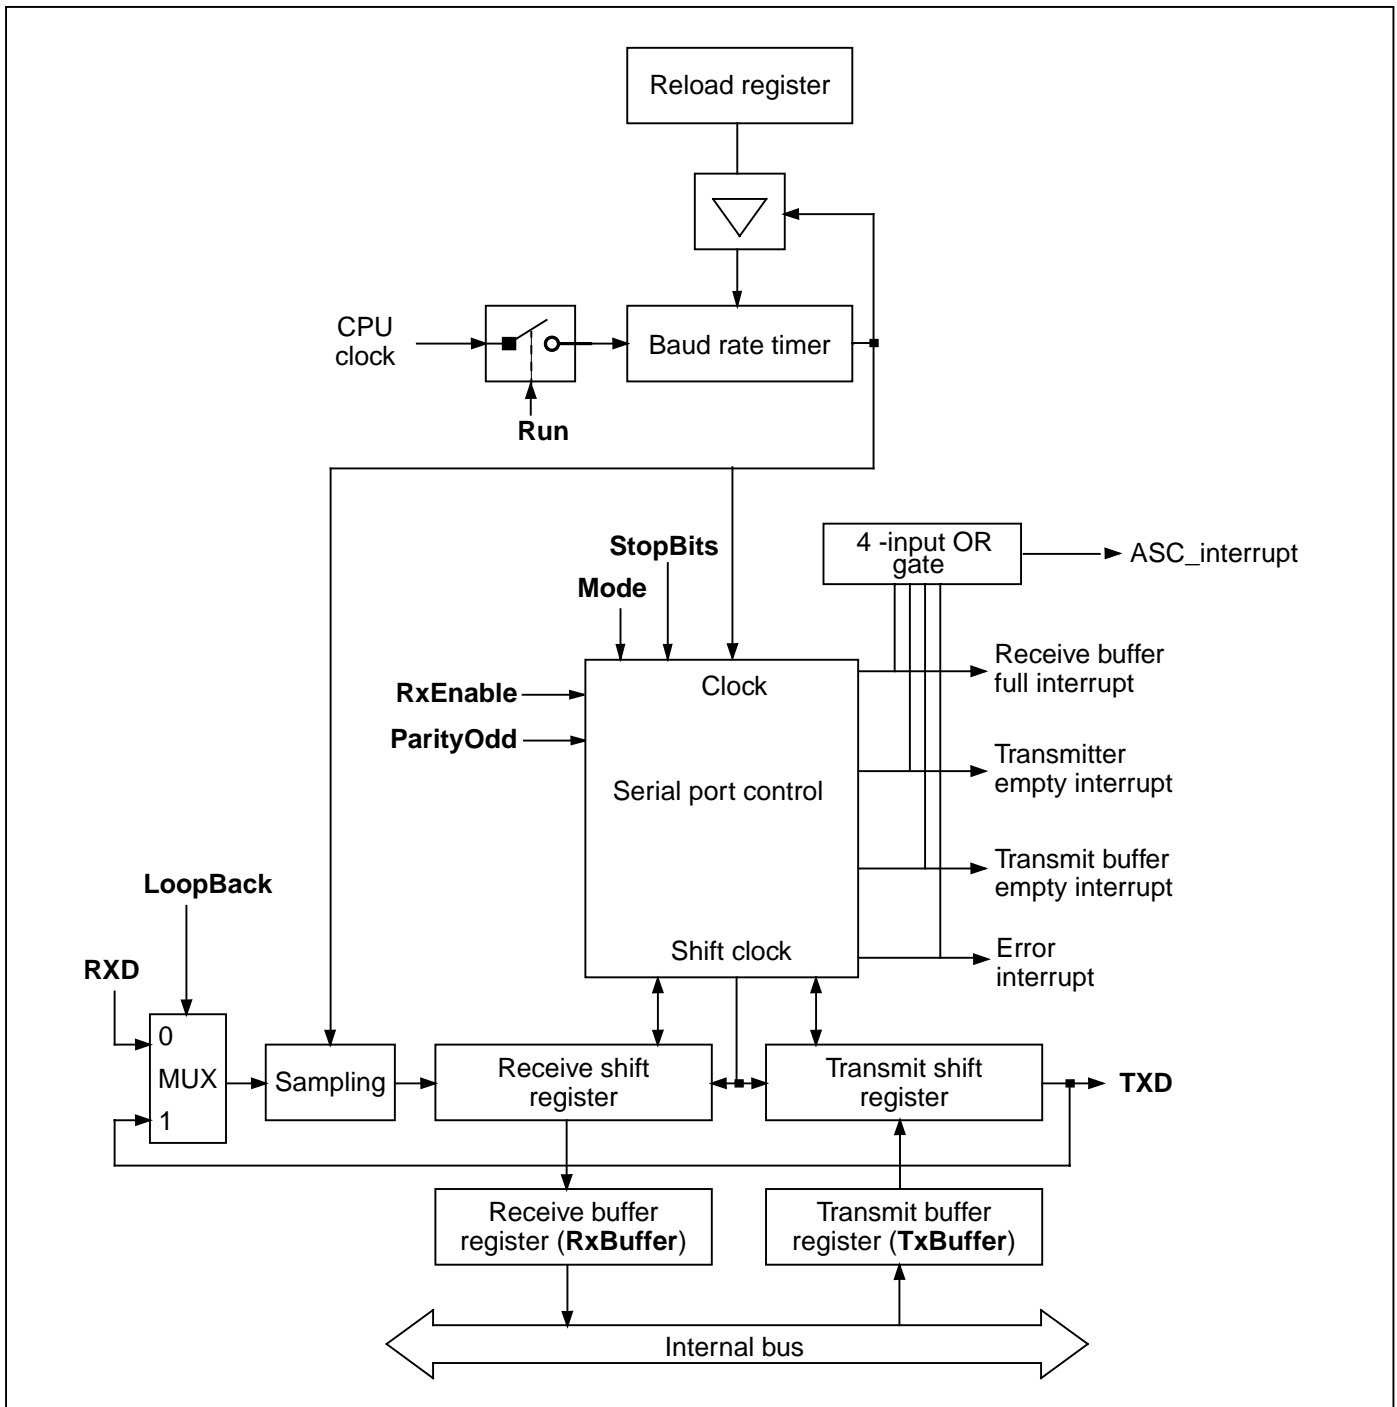 Reload register
CPU
clock
Baud rate timer
Run
StopBits
Mode
4 -input OR
gate
ASC_interrupt
Clock
RxEnable
ParityOdd
Serial port control
Shift clock
Receive buffer
full interrupt
Transmitter
empty interrupt
Transmit buffer
empty interrupt
Error
interrupt
LoopBack
RXD
0
MUX
1
Sampling
Receive shift
register
Transmit shift
register
TXD
Receive buffer
register (RxBuffer)
Transmit buffer
register (TxBuffer)
Internal bus